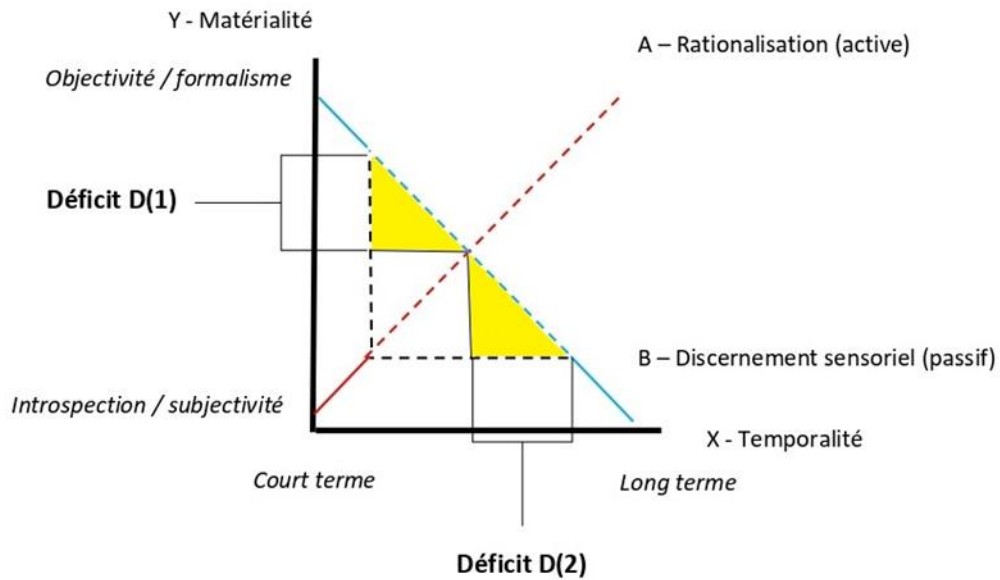 Y - Matérialité
A – Rationalisation (active)
Objectivité / formalisme
Déficit D(1)
B – Discernement sensoriel (passif)
Introspection / subjectivité
X - Temporalité
Court terme
Long terme
Déficit D(2)